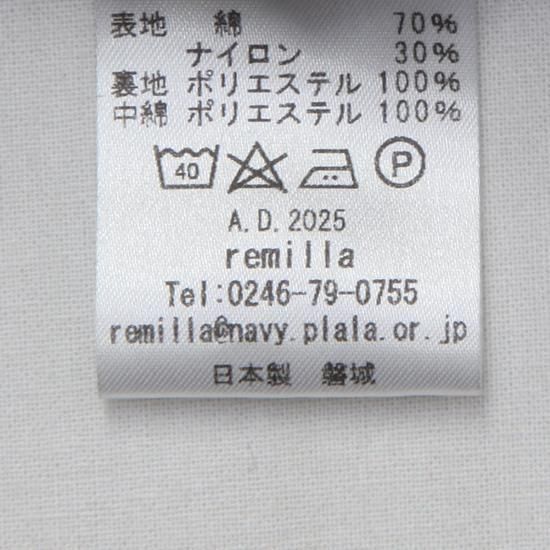 表地 綿 70%
ナイロン 30%
裏地 ポリエステル 100%
中綿 ポリエステル 100%
40 P
A.D.2025
remilla
Tel:0246-79-0755
remilla@navy.plala.or.jp
日本製 磐城